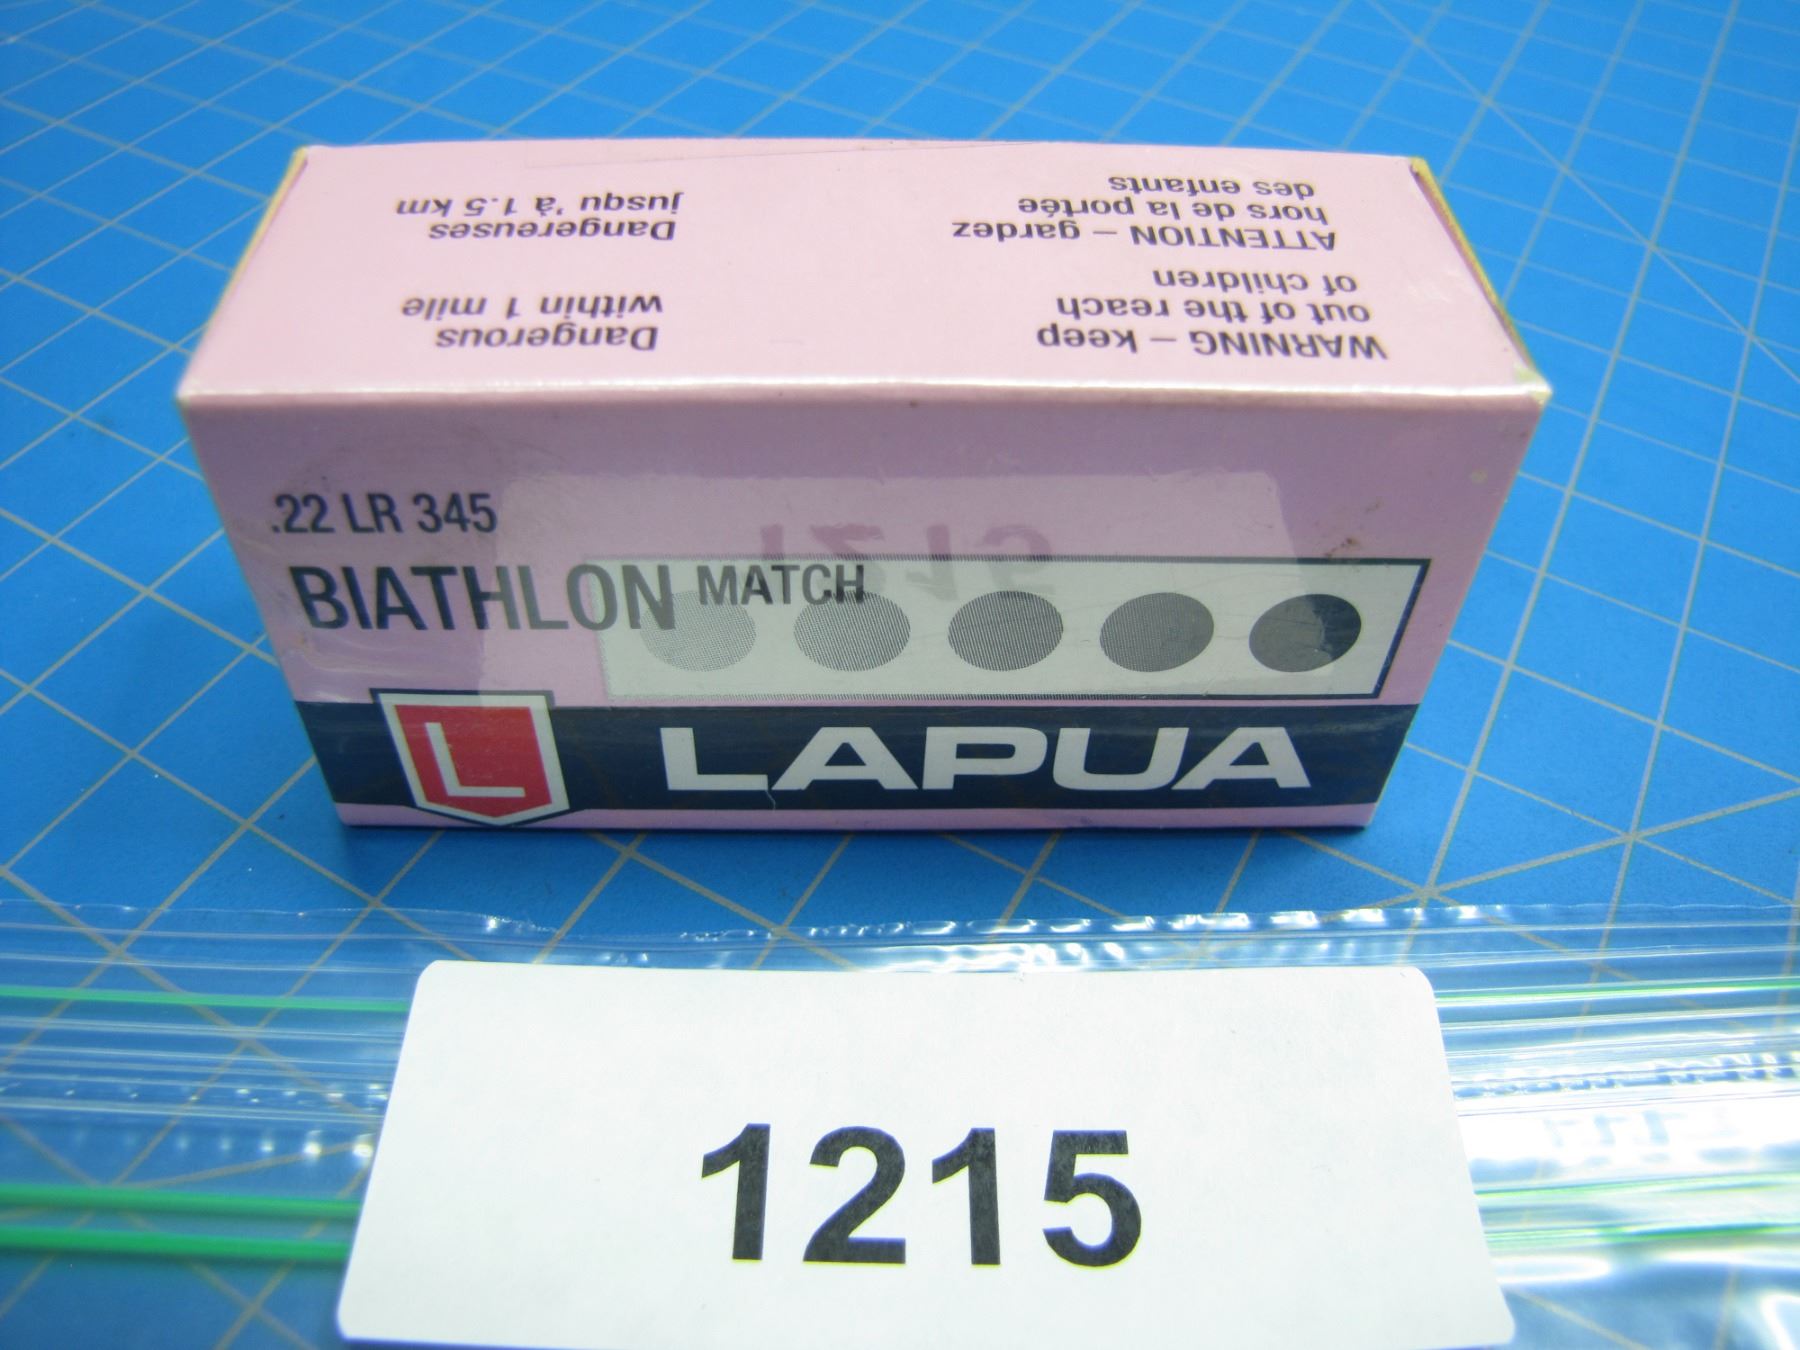 WARNING – keep
out of the reach
of children
ATTENTION – gardez
hors de la portée
des enfants
Dangerous
within 1 mile
Dangereuses
jusqu'à 1.5 km
.22 LR 345
BIATHLON MATCH
L LAPUA
1215